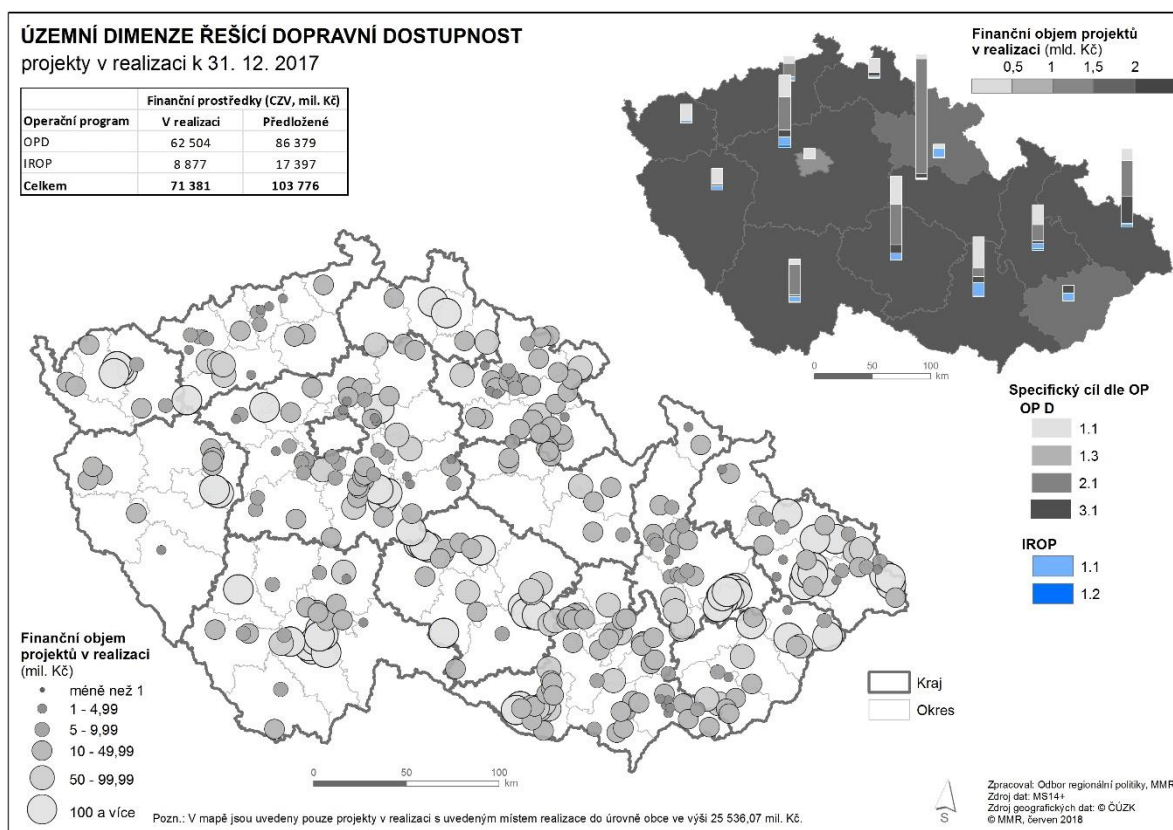 ÚZEMNÍ DIMENZE ŘEŠÍCÍ DOPRAVNÍ DOSTUPNOST
projekty v realizaci k 31. 12. 2017
Finanční prostředky (CZV, mil. Kč)
Operační program V realizaci Předložené
OPD 62 504 86 379
IROP 8 877 17 397
Celkem 71 381 103 776
Finanční objem projektů
v realizaci (mld. Kč)
0,5 1 1,5 2
0 50 100
km
Specifický cíl dle OP
OP D
1.1
1.3
2.1
3.1
IROP
1.1
1.2
Finanční objem
projektů v realizaci
(mil. Kč)
méně než 1
1 - 4,99
5 - 9,99
10 - 49,99
50 - 99,99
100 a více
Kraj
Okres
0 50 100
km
Pozn.: V mapě jsou uvedeny pouze projekty v realizaci s uvedeným místem realizace do úrovně obce ve výši 25 536,07 mil. Kč.
S
Zpracoval: Odbor regionální politiky, MMR
Zdroj dat: MS14+
Zdroj geografických dat: © ČÚZK
© MMR, červen 2018